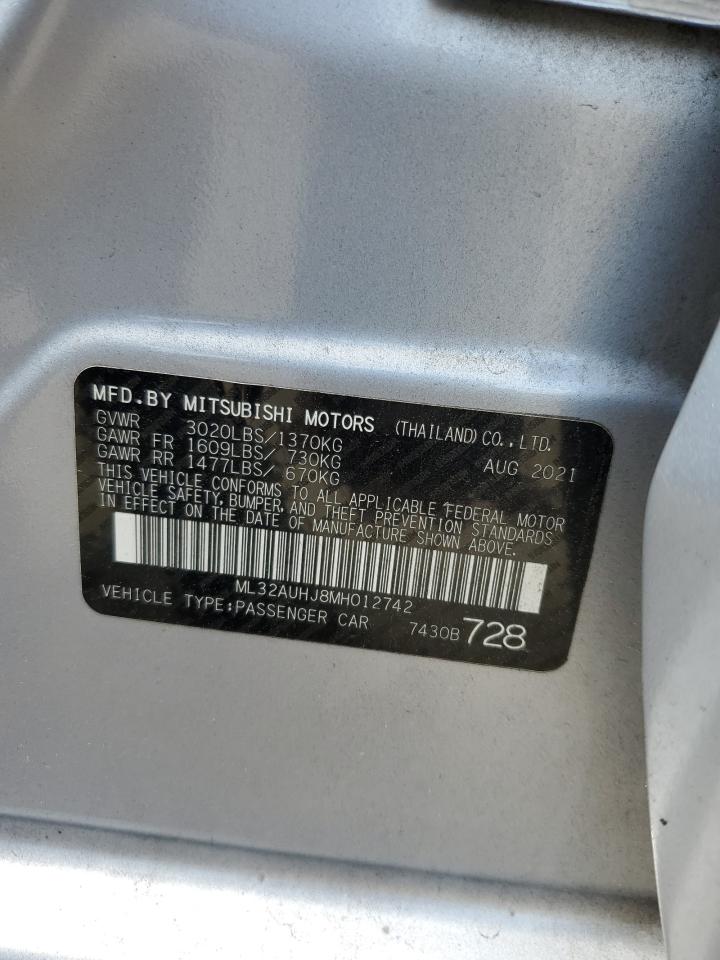 MFD.BY MITSUBISHI MOTORS (THAILAND)CO.,LTD.
GVWR 3020LBS/1370KG
GAWR FR 1609LBS/ 730KG AUG 2021
GAWR RR 1477LBS/ 670KG
THIS VEHICLE CONFORMS TO ALL APPLICABLE FEDERAL MOTOR
VEHICLE SAFETY, BUMPER, AND THEFT PREVENTION STANDARDS
IN EFFECT ON THE DATE OF MANUFACTURE SHOWN ABOVE.
ML32AUHJ8MH012742
VEHICLE TYPE:PASSENGER CAR 7430B 728